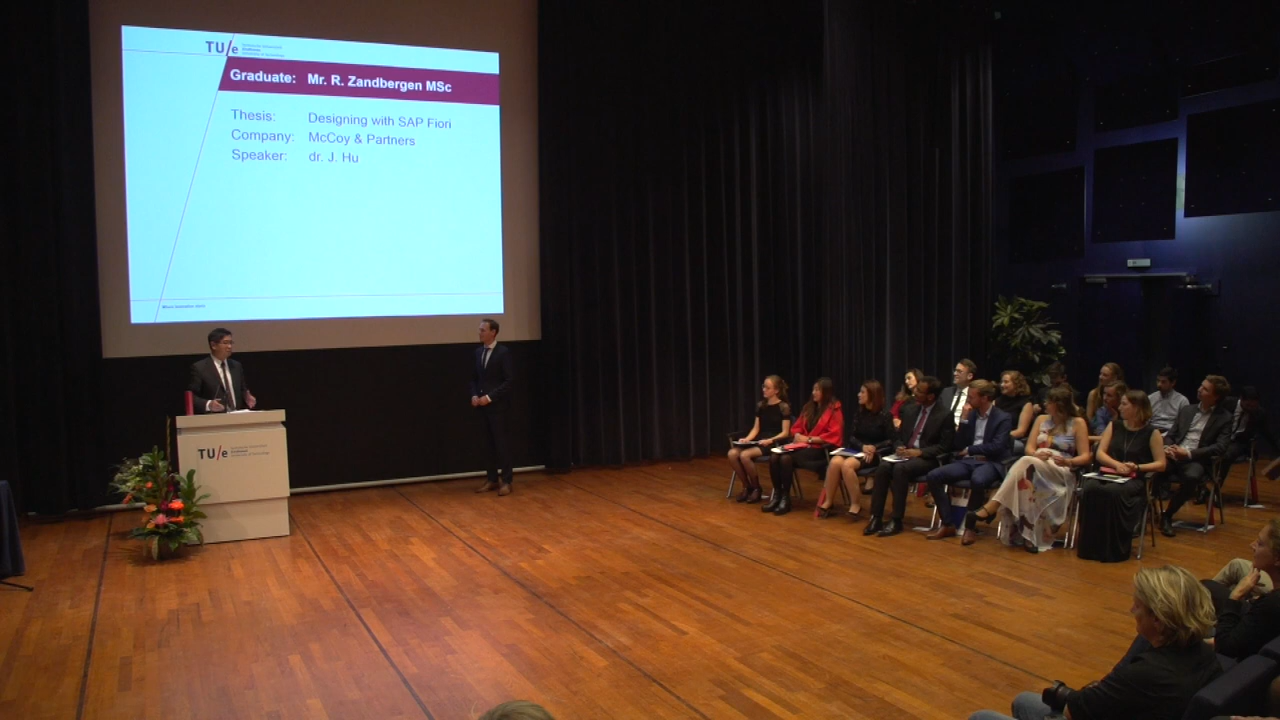 TU/e
Graduate: Mr. R. Zandbergen MSc
Thesis: Designing with SAP Fiori
Company: McCoy & Partners
Speaker: dr. J. Hu
TU/e